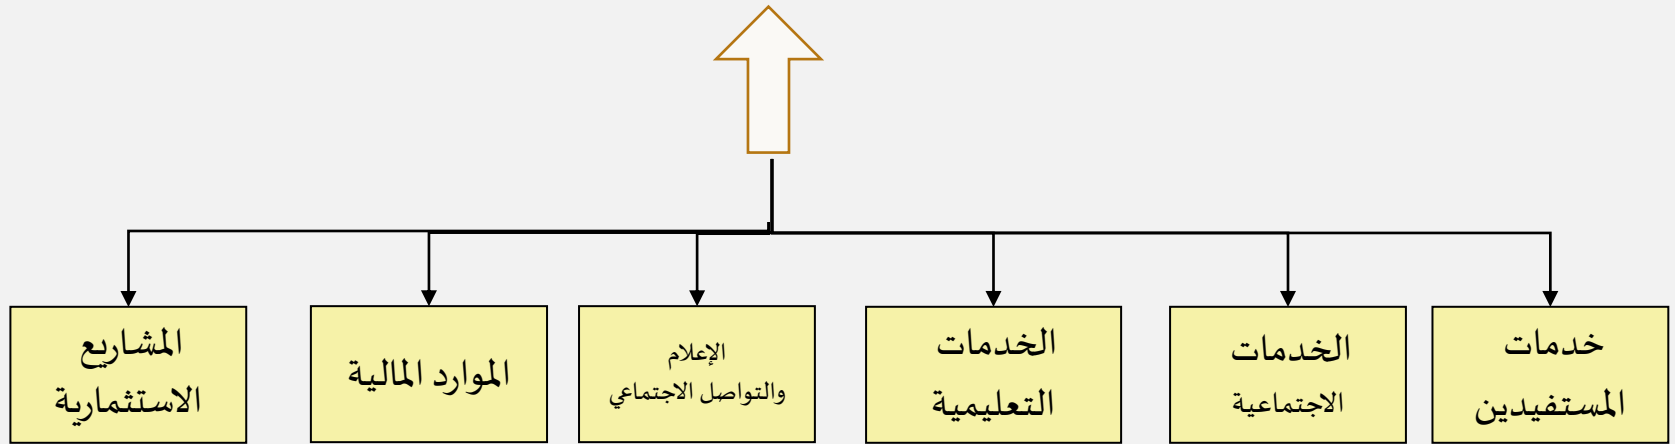 خدمات
المستفيدين
الخدمات
الاجتماعية
الخدمات
التعليمية
الإعلام
والتواصل الاجتماعي
الموارد المالية
المشاريع
الاستثمارية